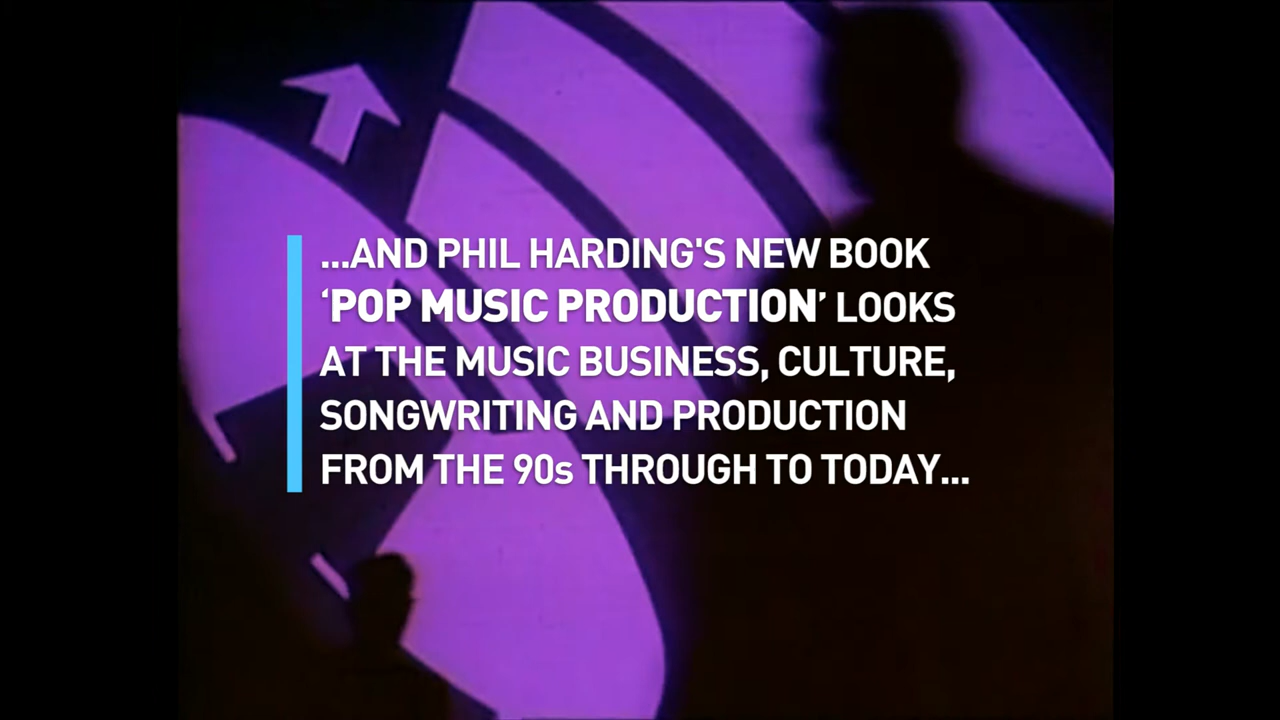 ...AND PHIL HARDING'S NEW BOOK
‘POP MUSIC PRODUCTION’ LOOKS
AT THE MUSIC BUSINESS, CULTURE,
SONGWRITING AND PRODUCTION
FROM THE 90s THROUGH TO TODAY...